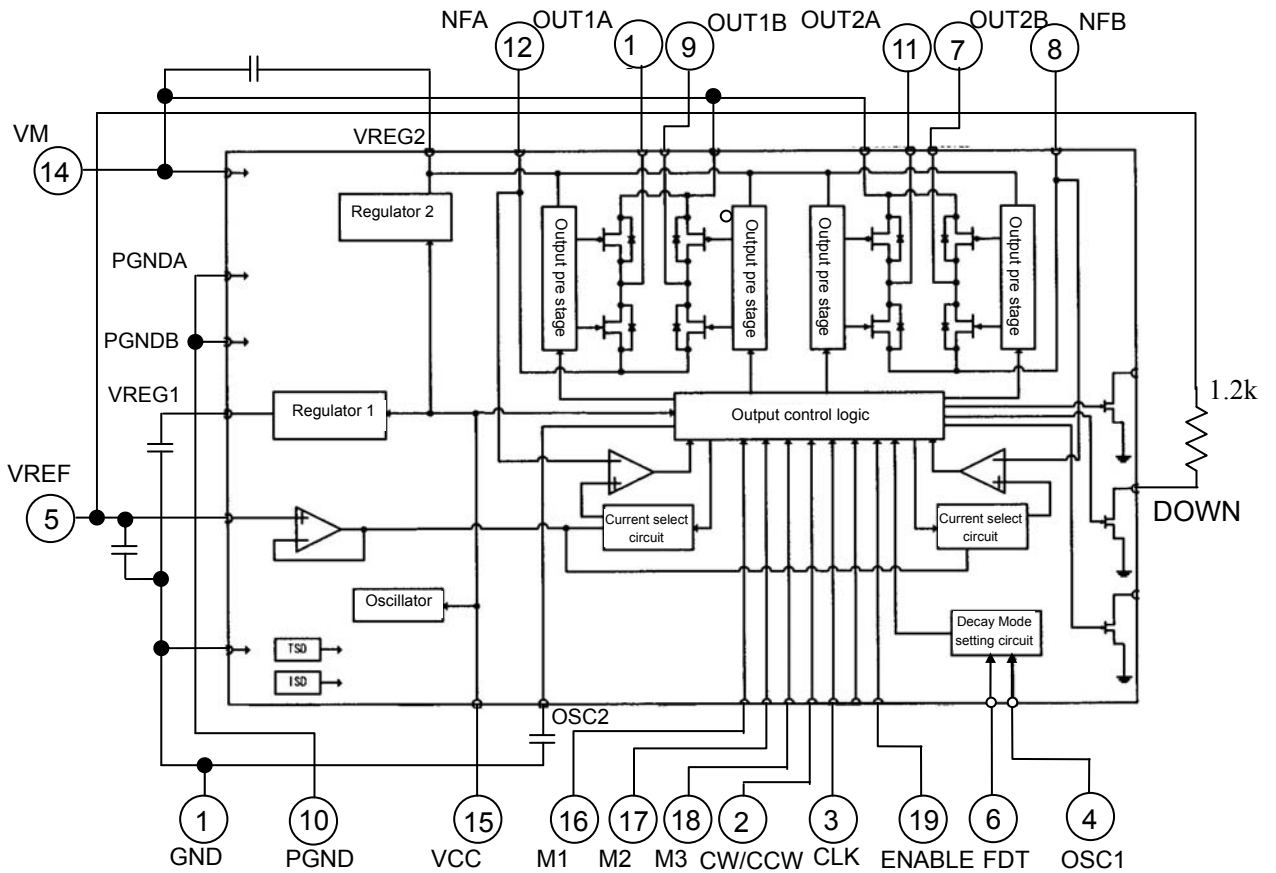 NFA OUT1A OUT1B OUT2A OUT2B NFB
12 1 9 11 7 8
VM
14
VREG2
Regulator 2
Output pre stage
Output pre stage
Output pre stage
Output pre stage
PGNDA
PGNDB
VREG1
Regulator 1
Output control logic
1.2k
VREF
5
+
+
+
+
Current select
circuit
Current select
circuit
DOWN
Oscillator
Decay Mode
setting circuit
TSD
ISD
OSC2
1 10 15 16 17 18 2 3 19 6 4
GND PGND VCC M1 M2 M3 CW/CCW CLK ENABLE FDT OSC1